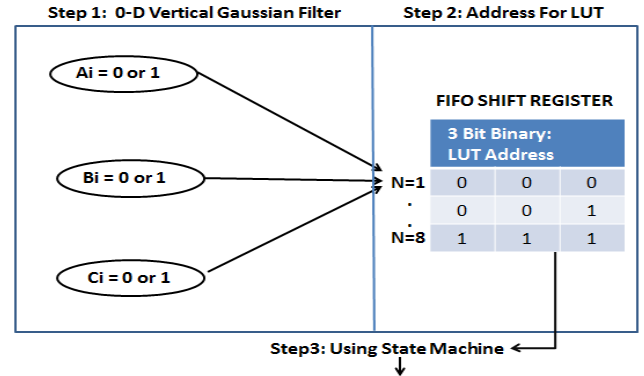 Step 1: 0-D Vertical Gaussian Filter
Step 2: Address For LUT
Ai = 0 or 1
Bi = 0 or 1
Ci = 0 or 1
FIFO SHIFT REGISTER
3 Bit Binary:
LUT Address
N=1 0 0 0
. 0 0 1
.
N=8 1 1 1
Step3: Using State Machine